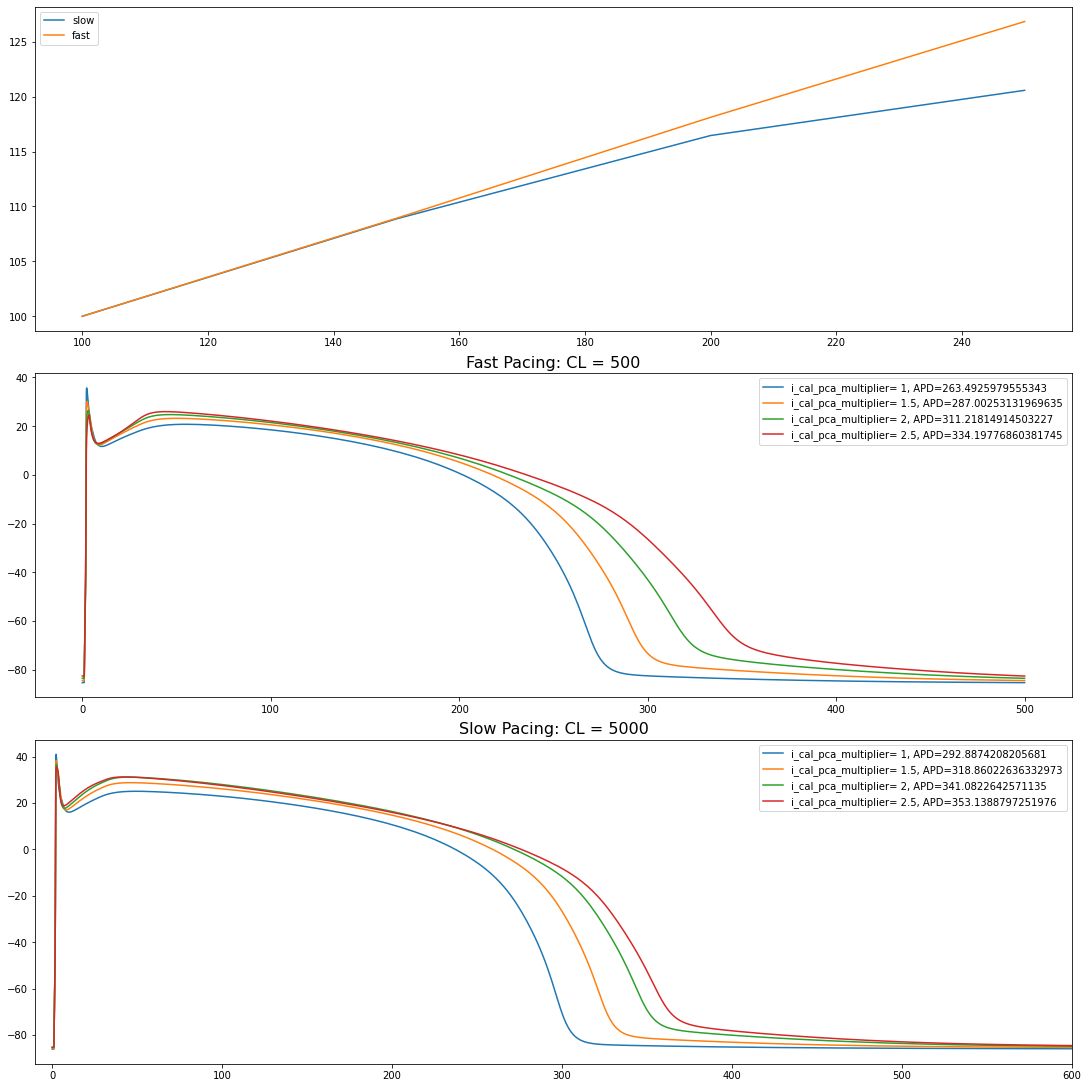 slow
fast
125
120
115
110
105
100
100 120 140 160 180 200 220 240
Fast Pacing: CL = 500
i_cal_pca_multiplier= 1, APD=263.4925979555343
i_cal_pca_multiplier= 1.5, APD=287.00253131969635
i_cal_pca_multiplier= 2, APD=311.21814914503227
i_cal_pca_multiplier= 2.5, APD=334.19776860381745
40
20
0
−20
−40
−60
−80
0 100 200 300 400 500
Slow Pacing: CL = 5000
i_cal_pca_multiplier= 1, APD=292.8874208205681
i_cal_pca_multiplier= 1.5, APD=318.86022636332973
i_cal_pca_multiplier= 2, APD=341.0822642571135
i_cal_pca_multiplier= 2.5, APD=353.1388797251976
40
20
0
−20
−40
−60
−80
0 100 200 300 400 500 600